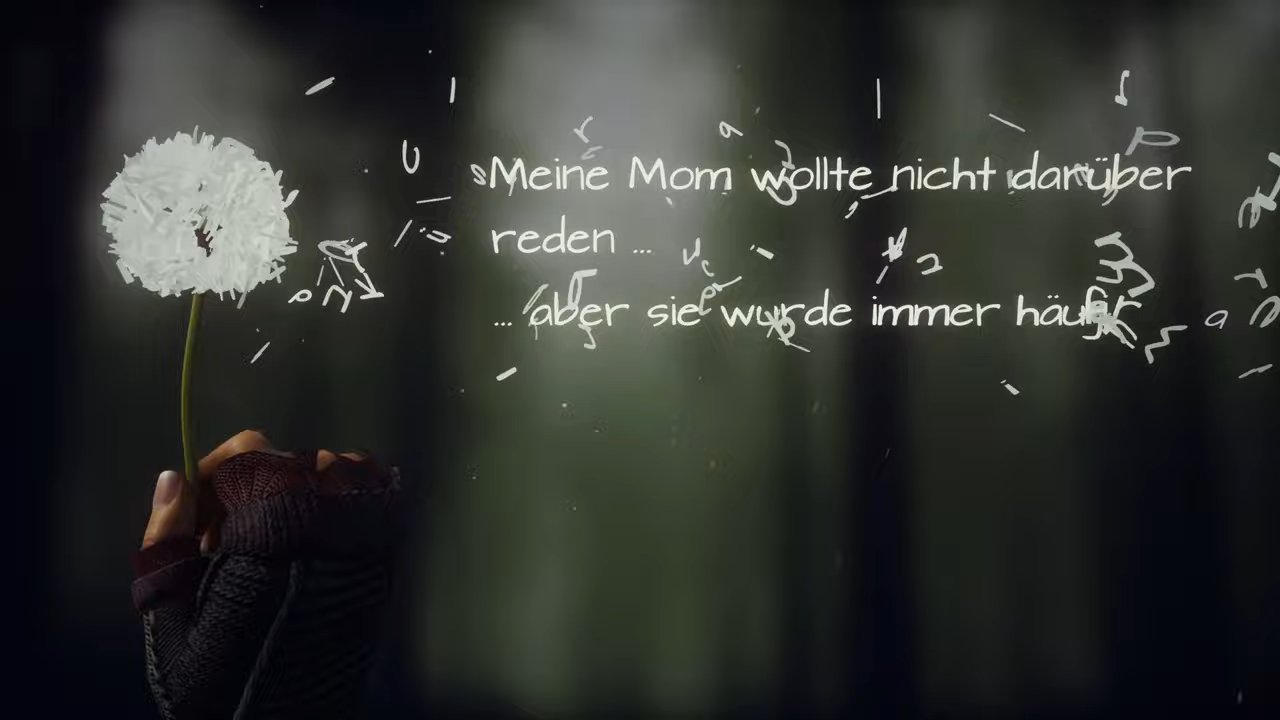 Meine Mom wollte nicht darüber
reden ...
... aber sie wurde immer